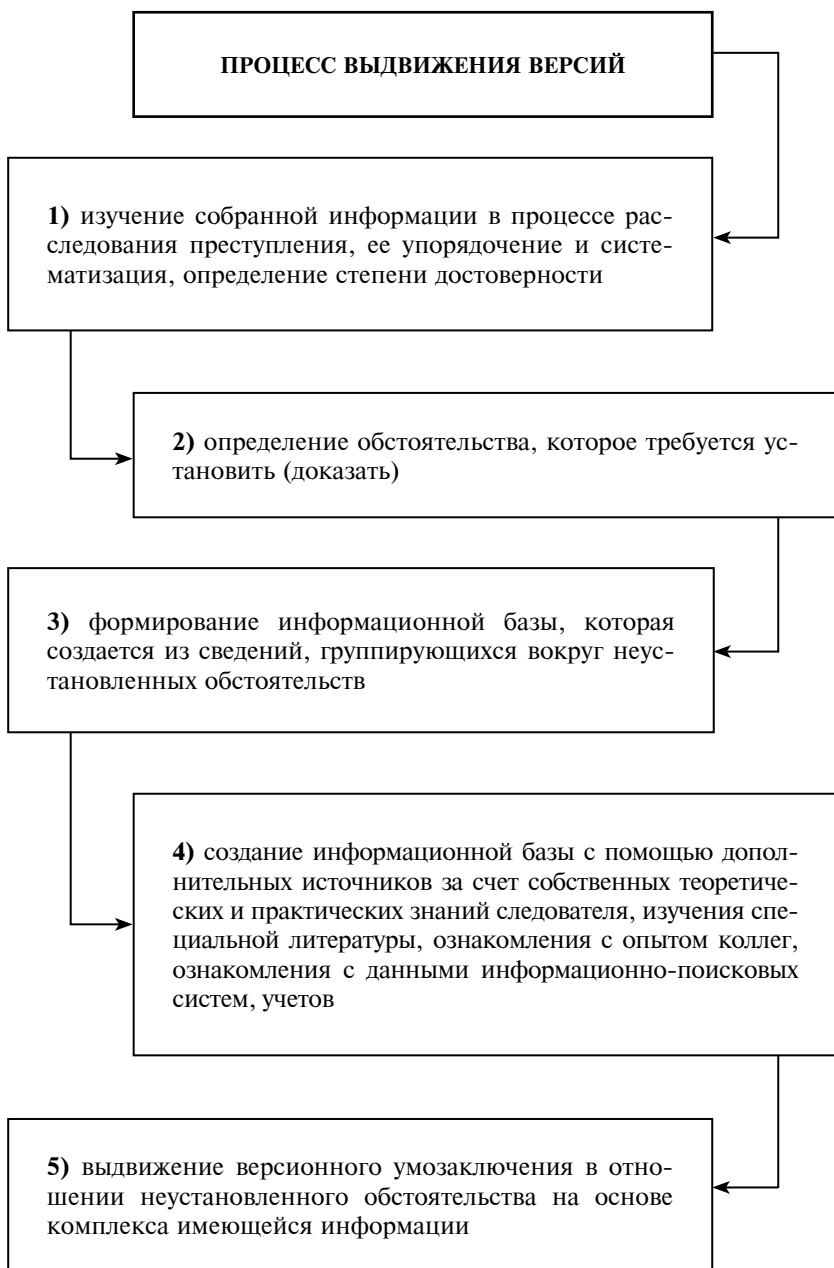 ПРОЦЕСС ВЫДВИЖЕНИЯ ВЕРСИЙ
1) изучение собранной информации в процессе рас-
следования преступления, ее упорядочение и систе-
матизация, определение степени достоверности
2) определение обстоятельства, которое требуется ус-
тановить (доказать)
3) формирование информационной базы, которая
создается из сведений, группирующихся вокруг неус-
тановленных обстоятельств
4) создание информационной базы с помощью допол-
нительных источников за счет собственных теоретиче-
ских и практических знаний следователя, изучения спе-
циальной литературы, ознакомления с опытом коллег,
ознакомления с данными информационно-поисковых
систем, учетов
5) выдвижение версионного умозаключения в отно-
шении неустановленного обстоятельства на основе
комплекса имеющейся информации